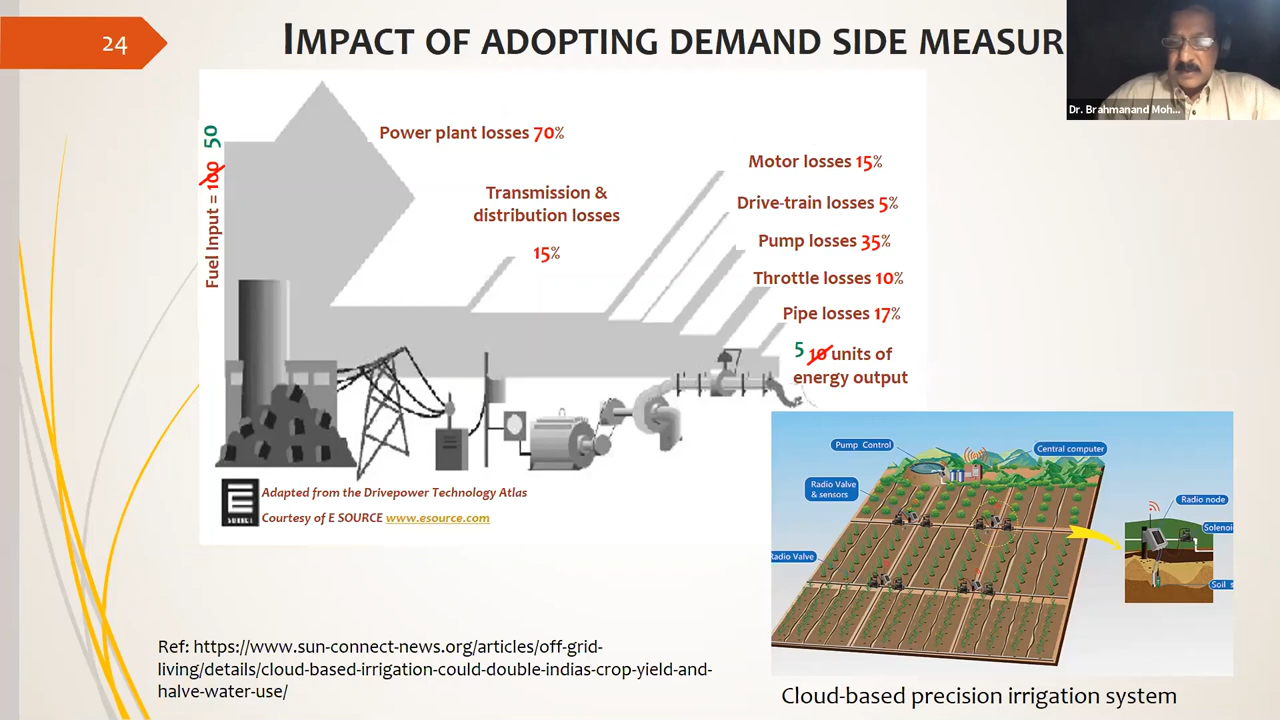 24
IMPACT OF ADOPTING DEMAND SIDE MEASUR
Dr. Brahmanand Moh...
Fuel Input = 100 50
Power plant losses 70%
Transmission &
distribution losses
15%
Motor losses 15%
Drive-train losses 5%
Pump losses 35%
Throttle losses 10%
Pipe losses 17%
5 10 units of
energy output
E
SOURCE
Adapted from the Drivepower Technology Atlas
Courtesy of E SOURCE www.esource.com
Pump Control
Central computer
Radio Valve
& sensors
Radio node
Solenoi
Radio Valve
Soil s
Ref: https://www.sun-connect-news.org/articles/off-grid-
living/details/cloud-based-irrigation-could-double-indias-crop-yield-and-
halve-water-use/
Cloud-based precision irrigation system